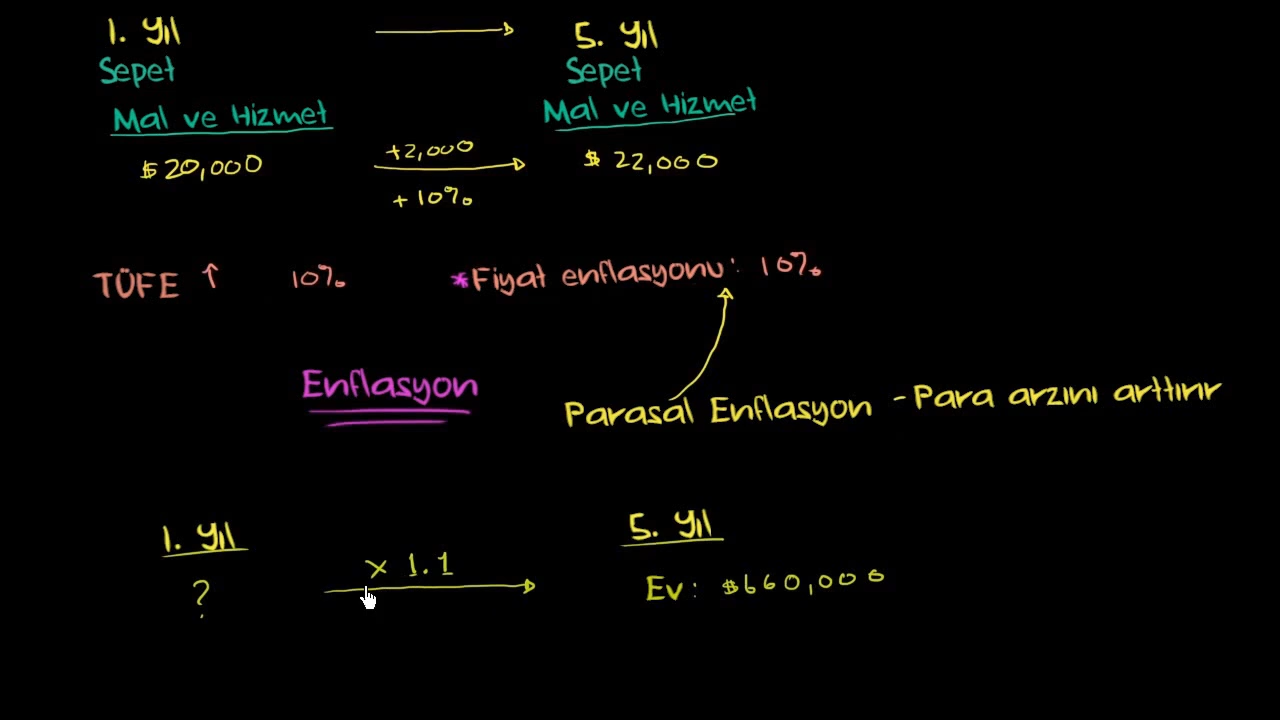 1. Yıl
5. Yıl
Sepet
Sepet
Mal ve Hizmet
Mal ve Hizmet
$20,000
+2,000
+10%
$22,000
TÜFE ↑ 10%
*Fiyat enflasyonu: 10%
Enflasyon
Parasal Enflasyon - Para arzını arttırır
1. Yıl
5. Yıl
?
x 1.1
Ev: $660,000